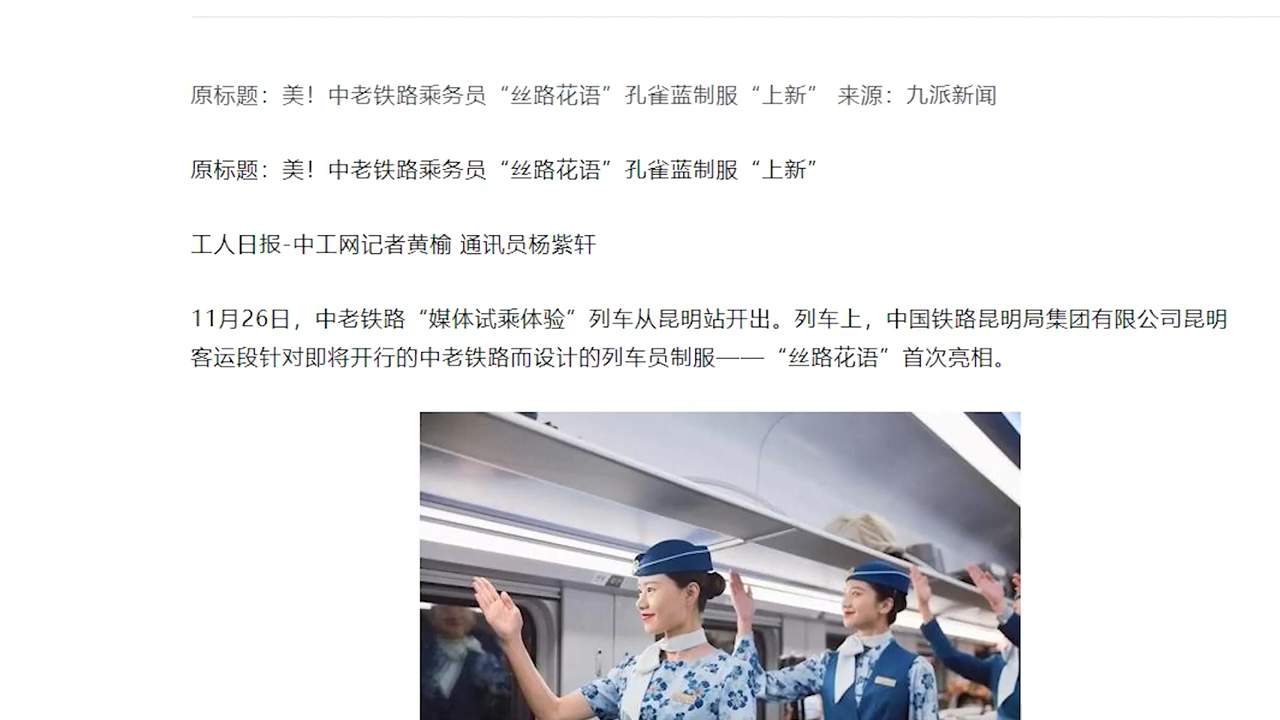 原标题：美！中老铁路乘务员“丝路花语”孔雀蓝制服“上新” 来源：九派新闻
原标题：美！中老铁路乘务员“丝路花语”孔雀蓝制服“上新”
工人日报-中工网记者黄榆 通讯员杨紫轩
11月26日，中老铁路“媒体试乘体验”列车从昆明站开出。列车上，中国铁路昆明局集团有限公司昆明
客运段针对即将开行的中老铁路而设计的列车员制服——“丝路花语”首次亮相。